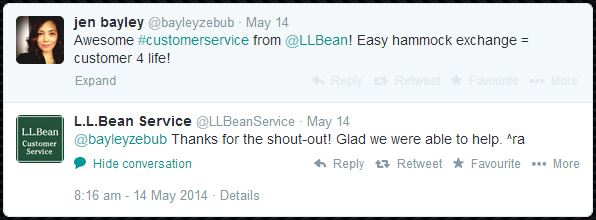 jen bayley @bayleyzebub · May 14
Awesome #customerservice from @LLBean! Easy hammock exchange =
customer 4 life!
Expand Reply Retweet Favourite More
L.L.Bean Service @LLBeanService · May 14
L.L.Bean
Customer
Service
@bayleyzebub Thanks for the shout-out! Glad we were able to help. ^ra
Hide conversation Reply Retweet Favourite More
8:16 am - 14 May 2014 · Details